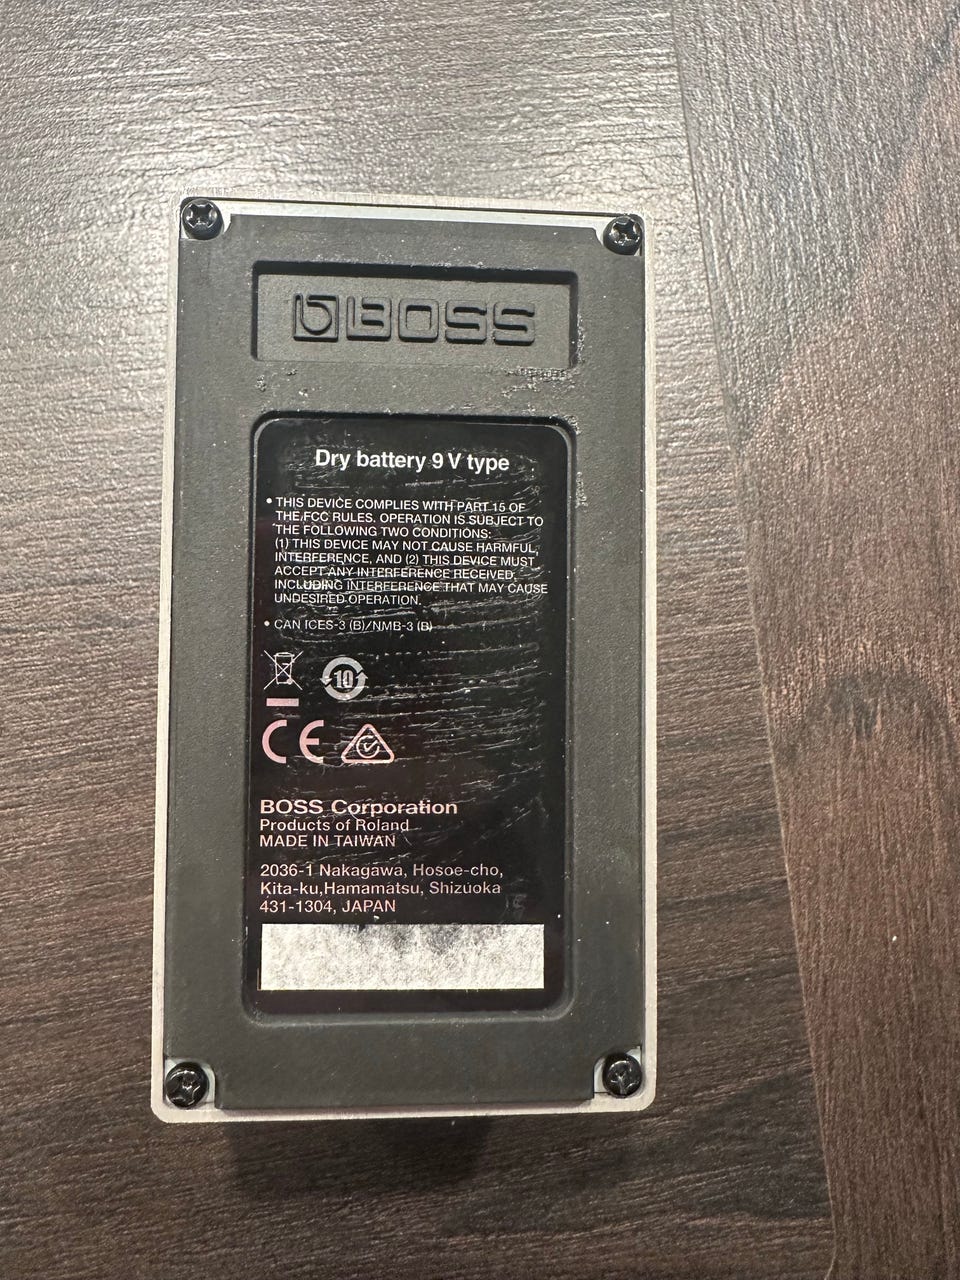 BOSS
Dry battery 9 V type
• THIS DEVICE COMPLIES WITH PART 15 OF
THE FCC RULES. OPERATION IS SUBJECT TO
THE FOLLOWING TWO CONDITIONS:
(1) THIS DEVICE MAY NOT CAUSE HARMFUL
INTERFERENCE, AND (2) THIS DEVICE MUST
ACCEPT ANY INTERFERENCE RECEIVED,
INCLUDING INTERFERENCE THAT MAY CAUSE
UNDESIRED OPERATION.
• CAN ICES-3 (B)/NMB-3 (B)
10
CE
BOSS Corporation
Products of Roland
MADE IN TAIWAN
2036-1 Nakagawa, Hosoe-cho,
Kita-ku,Hamamatsu, Shizuoka
431-1304, JAPAN